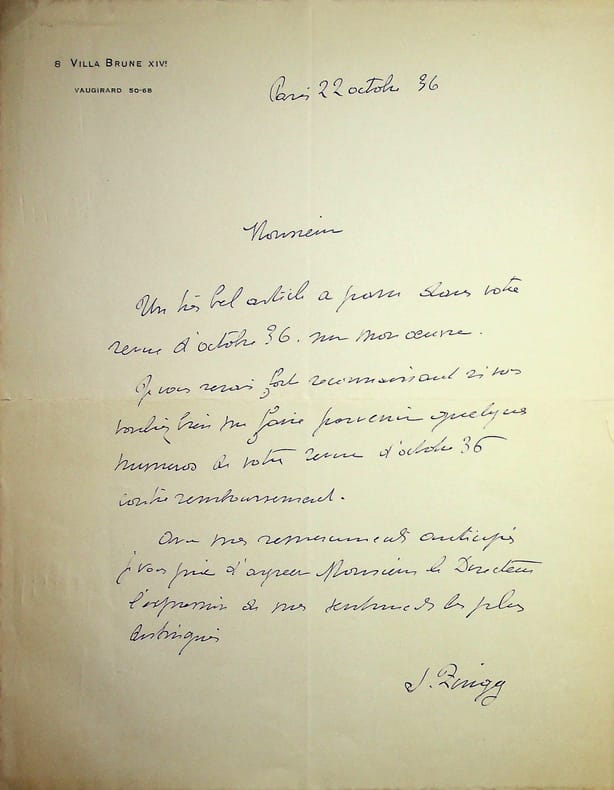 8 VILLA BRUNE XIVe
VAUGIRARD 50-68
Paris 22 octobre 36
Monsieur
Un très bel article a paru dans votre
revue d'octobre 36. sur mon œuvre.
Je vous serais fort reconnaissant si vous
vouliez bien me faire parvenir quelques
numéros de votre revue d'octobre 36
contre remboursement.
Avec mes remerciements anticipés
je vous prie d'agréer Monsieur le Directeur
l'expression de mes sentiments les plus
distingués
J. Zingg